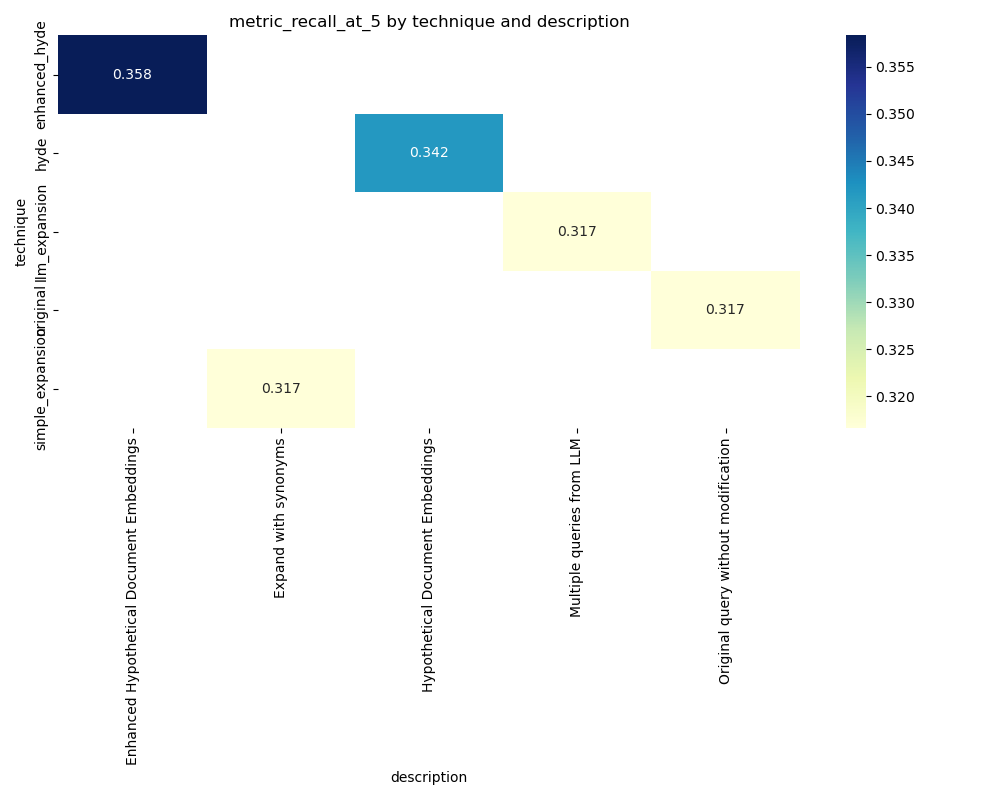 metric_recall_at_5 by technique and description
technique
enhanced_hyde
hyde
llm_expansion
original
simple_expansion
0.358
0.342
0.317
0.317
0.317
Enhanced Hypothetical Document Embeddings
Expand with synonyms
Hypothetical Document Embeddings
Multiple queries from LLM
Original query without modification
description
0.355
0.350
0.345
0.340
0.335
0.330
0.325
0.320